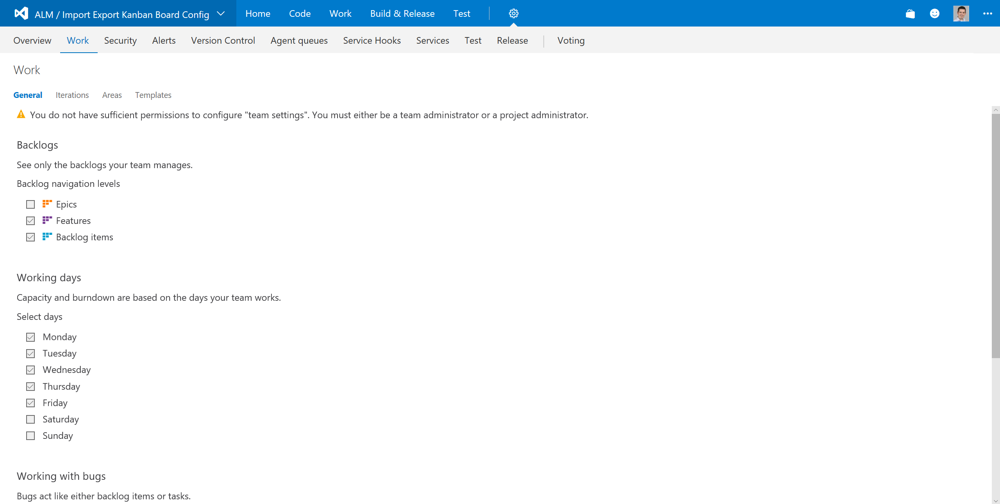 ALM / Import Export Kanban Board Config Home Code Work Build & Release Test
Overview Work Security Alerts Version Control Agent queues Service Hooks Services Test Release Voting
Work
General Iterations Areas Templates
You do not have sufficient permissions to configure "team settings". You must either be a team administrator or a project administrator.
Backlogs
See only the backlogs your team manages.
Backlog navigation levels
Epics
Features
Backlog items
Working days
Capacity and burndown are based on the days your team works.
Select days
Monday
Tuesday
Wednesday
Thursday
Friday
Saturday
Sunday
Working with bugs
Bugs act like either backlog items or tasks.